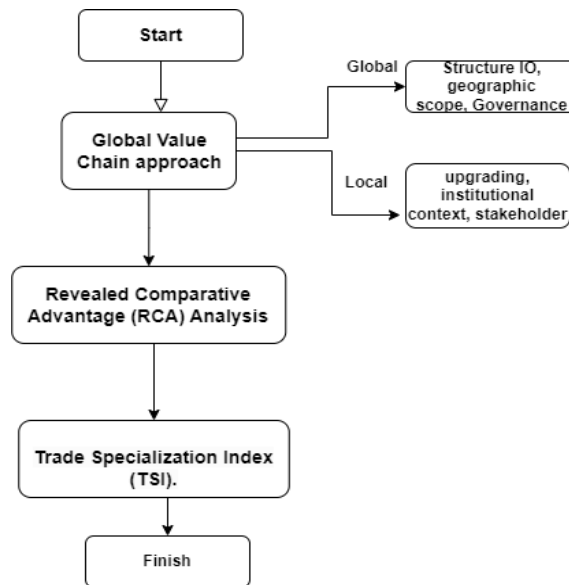 Start
Global
Structure IO,
geographic
scope, Governance
Global Value
Chain approach
Local
upgrading,
institutional
context, stakeholder
Revealed Comparative
Advantage (RCA) Analysis
Trade Specialization Index
(TSI).
Finish